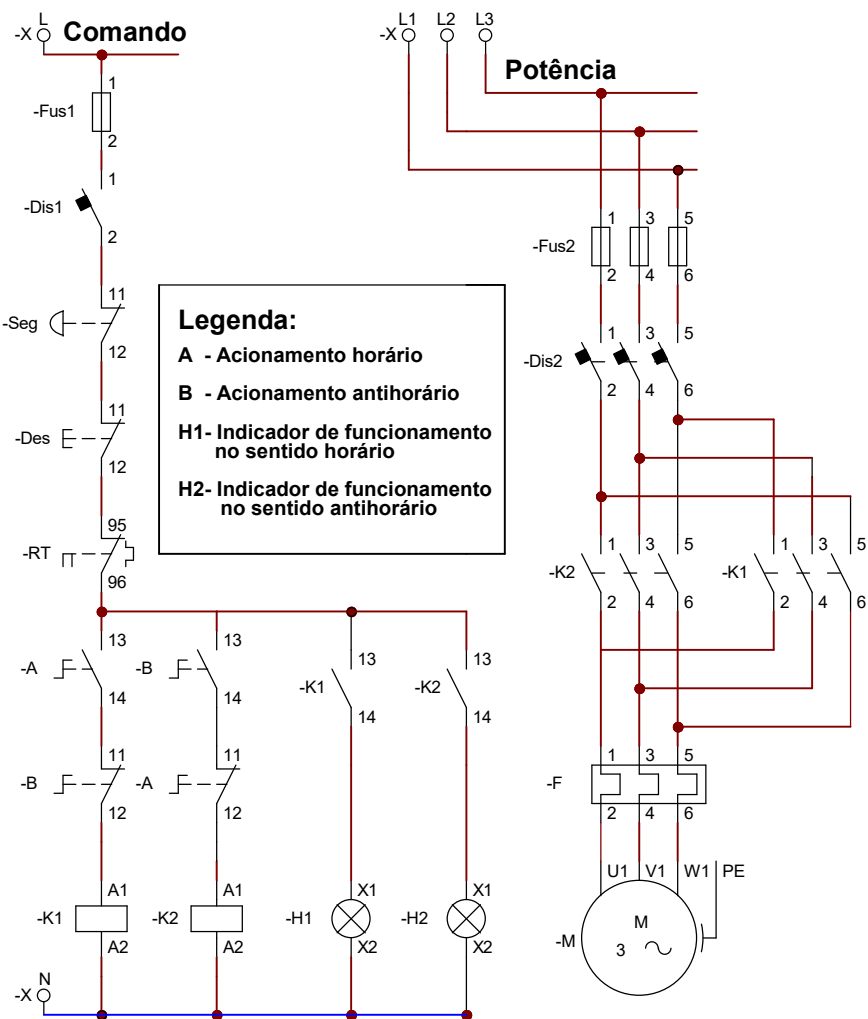 L
-X
Comando
1
-Fus1
2
1
-Dis1
2
11
-Seg
12
11
-Des
12
95
-RT
96
13
-A
14
13
-B
14
13
-K1
14
13
-K2
14
11
-B
12
11
-A
12
A1
-K1
A2
A1
-K2
A2
X1
-H1
X2
X1
-H2
X2
N
-X
Legenda:
A - Acionamento horário
B - Acionamento antihorário
H1- Indicador de funcionamento
no sentido horário
H2- Indicador de funcionamento
no sentido antihorário
L1 L2 L3
-X
Potência
1 3 5
-Fus2
2 4 6
1 3 5
-Dis2
2 4 6
1 3 5
-K2
2 4 6
1 3 5
-K1
2 4 6
1 3 5
-F
2 4 6
U1 V1 W1 PE
-M
M
3